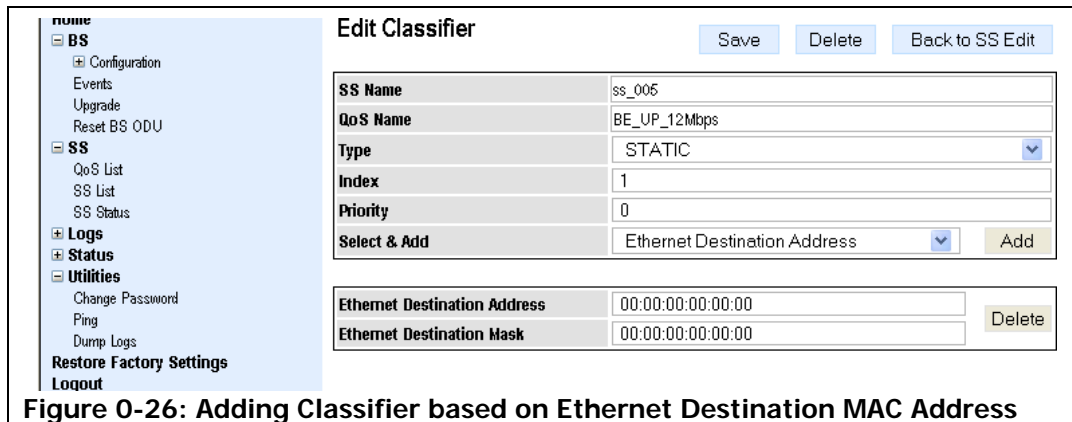 Home
BS
Configuration
Events
Upgrade
Reset BS ODU
SS
QoS List
SS List
SS Status
Logs
Status
Utilities
Change Password
Ping
Dump Logs
Restore Factory Settings
Logout
Edit Classifier
Save Delete Back to SS Edit
SS Name ss_005
QoS Name BE_UP_12Mbps
Type STATIC
Index 1
Priority 0
Select & Add Ethernet Destination Address Add
Ethernet Destination Address 00:00:00:00:00:00
Delete
Ethernet Destination Mask 00:00:00:00:00:00
Figure 0-26: Adding Classifier based on Ethernet Destination MAC Address